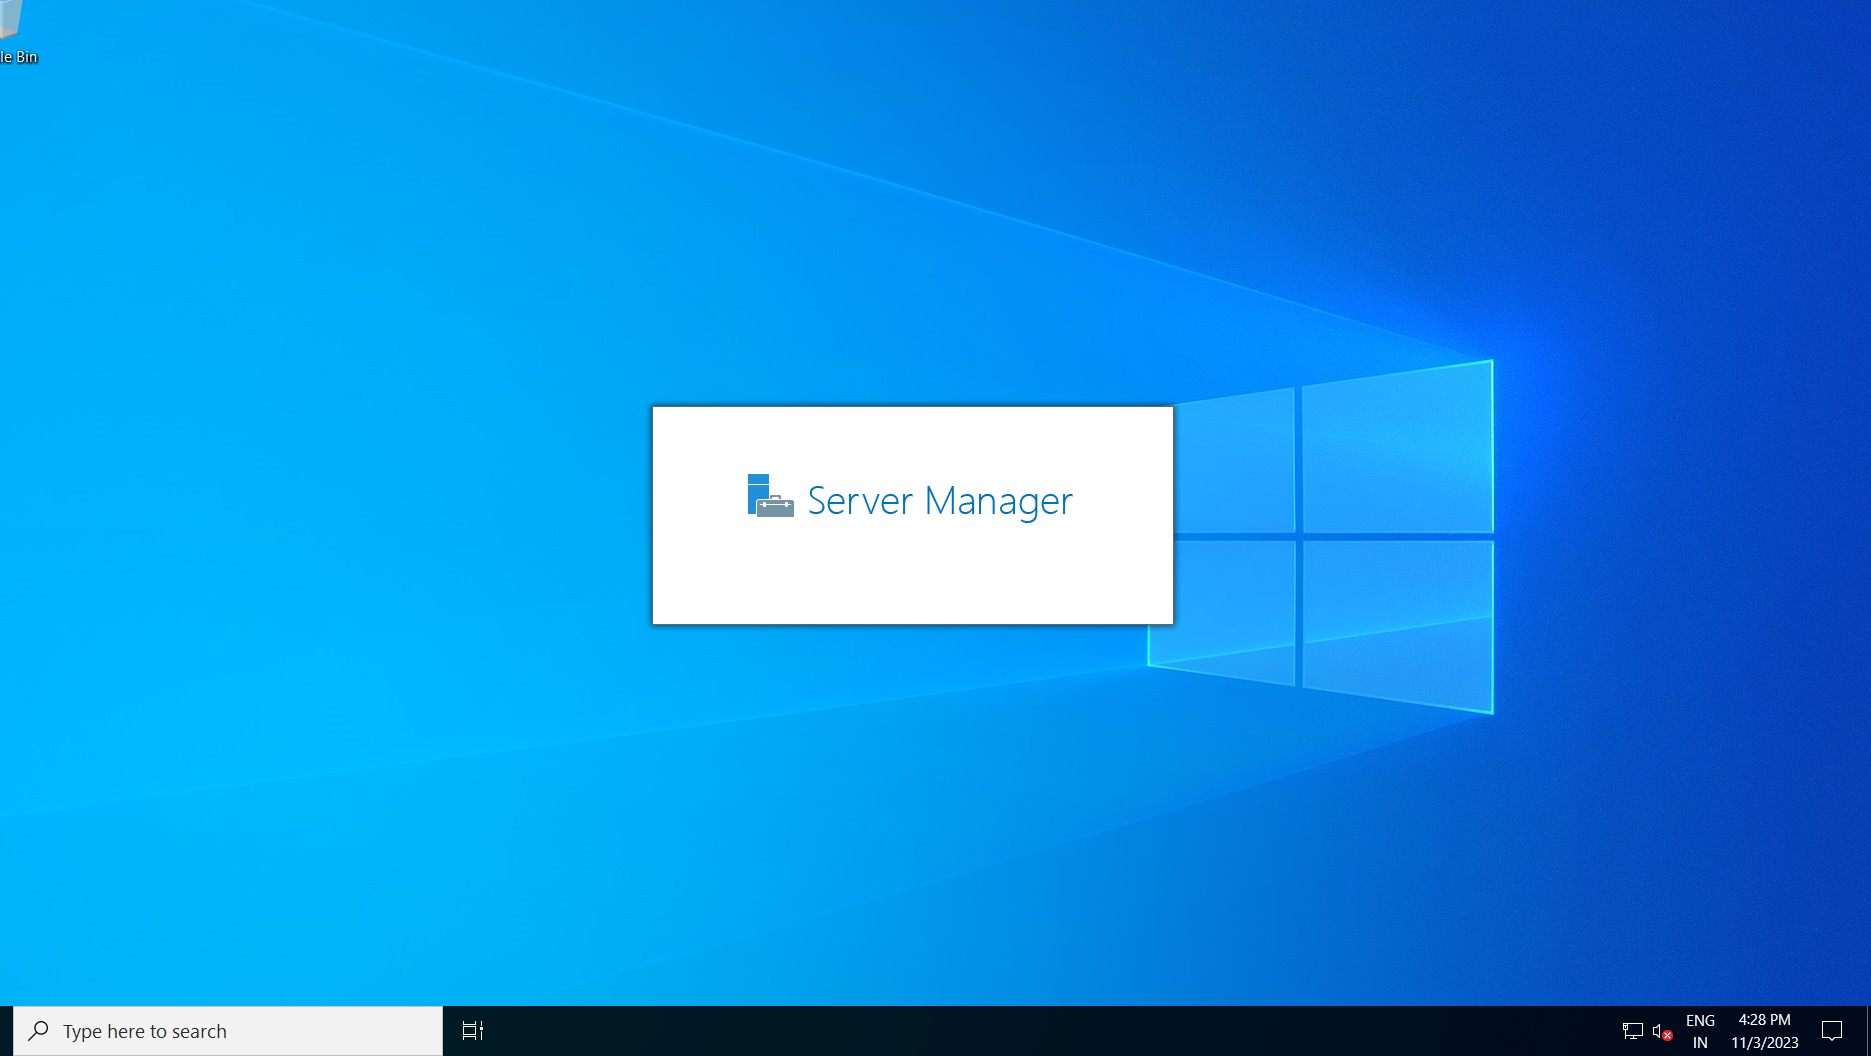 le Bin
Server Manager
Type here to search
ENG
IN
4:28 PM
11/3/2023